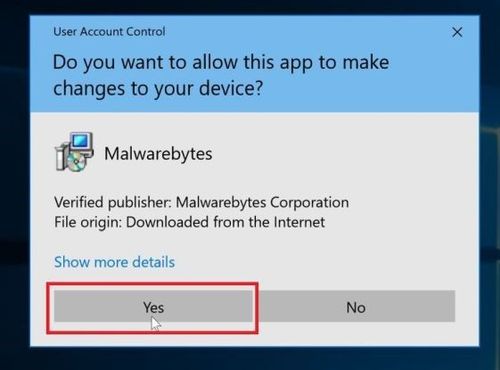 User Account Control
Do you want to allow this app to make
changes to your device?
Malwarebytes
Verified publisher: Malwarebytes Corporation
File origin: Downloaded from the Internet
Show more details
Yes
No